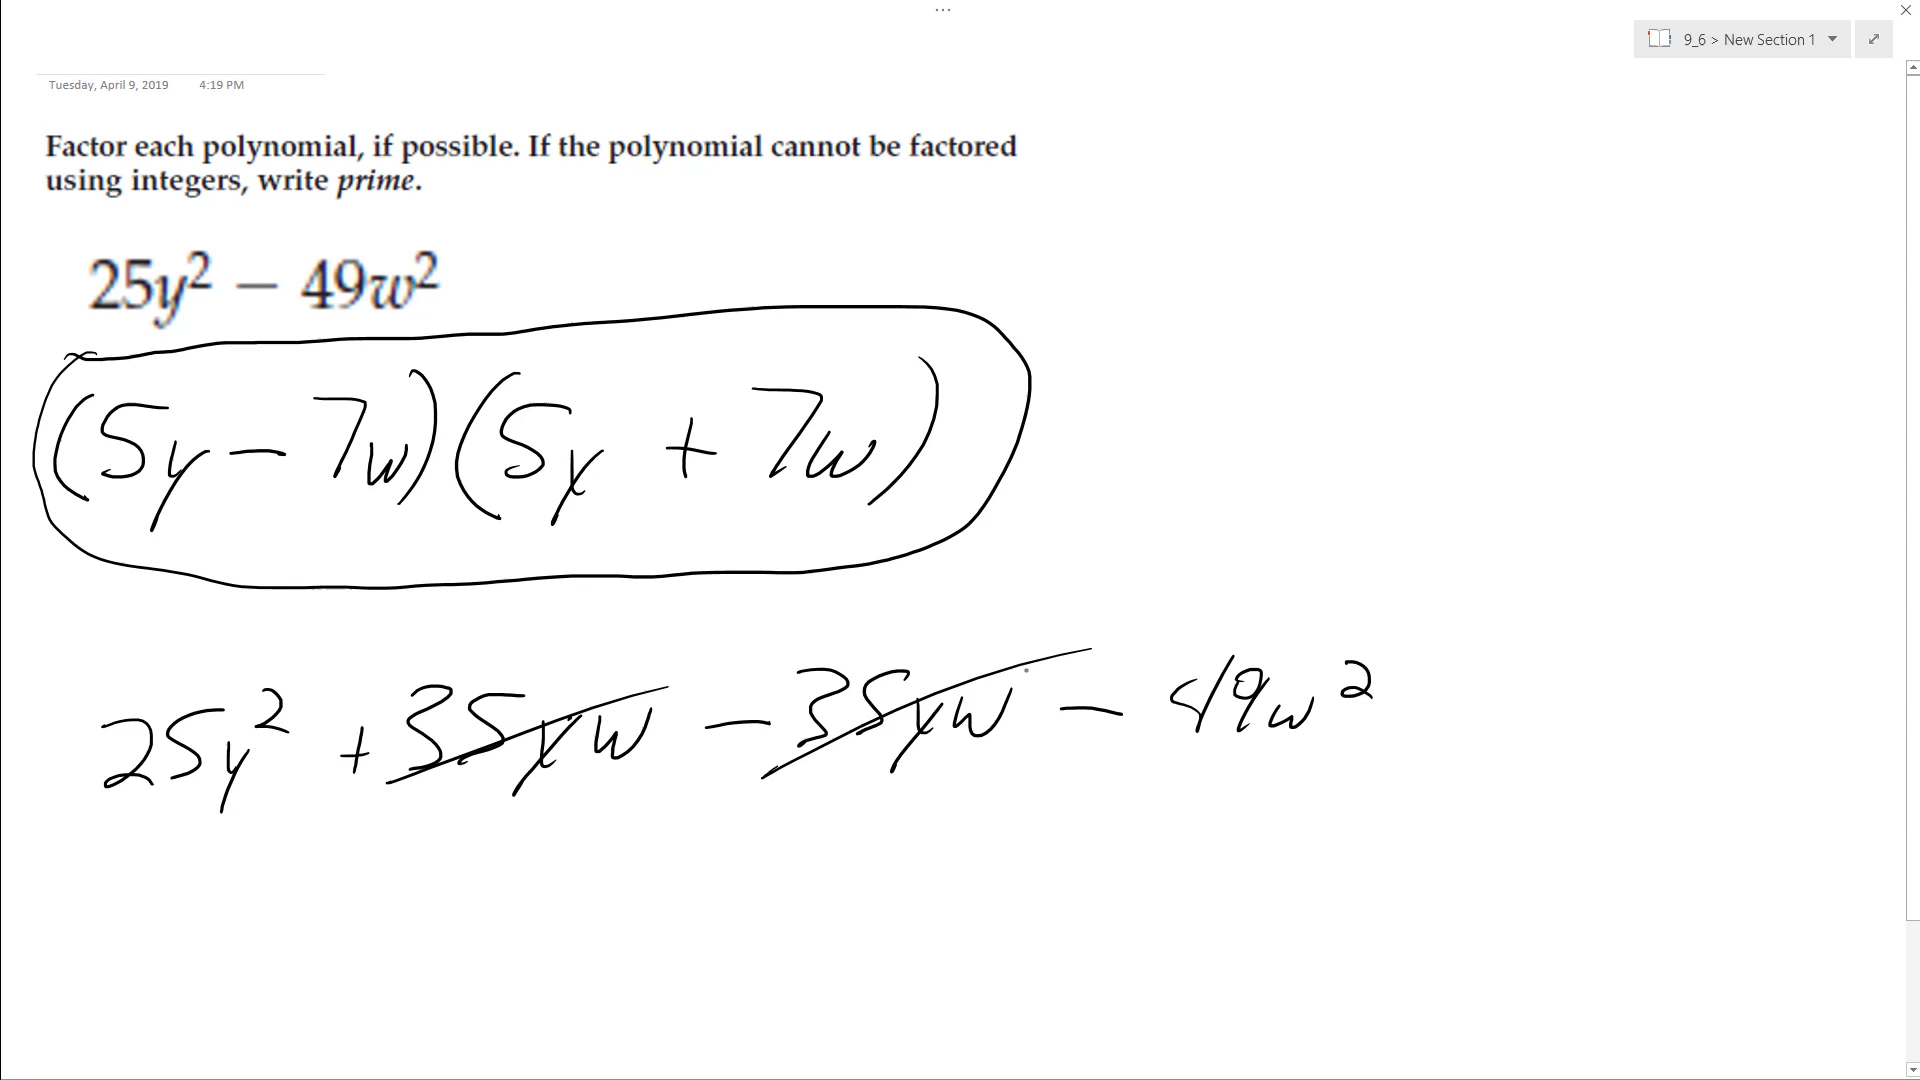 ...
9_6 > New Section 1
Tuesday, April 9, 2019 4:19 PM
Factor each polynomial, if possible. If the polynomial cannot be factored
using integers, write prime.
25y² − 49w²
(5y − 7w)(5y + 7w)
25y² + 35yw − 35yw − 49w²